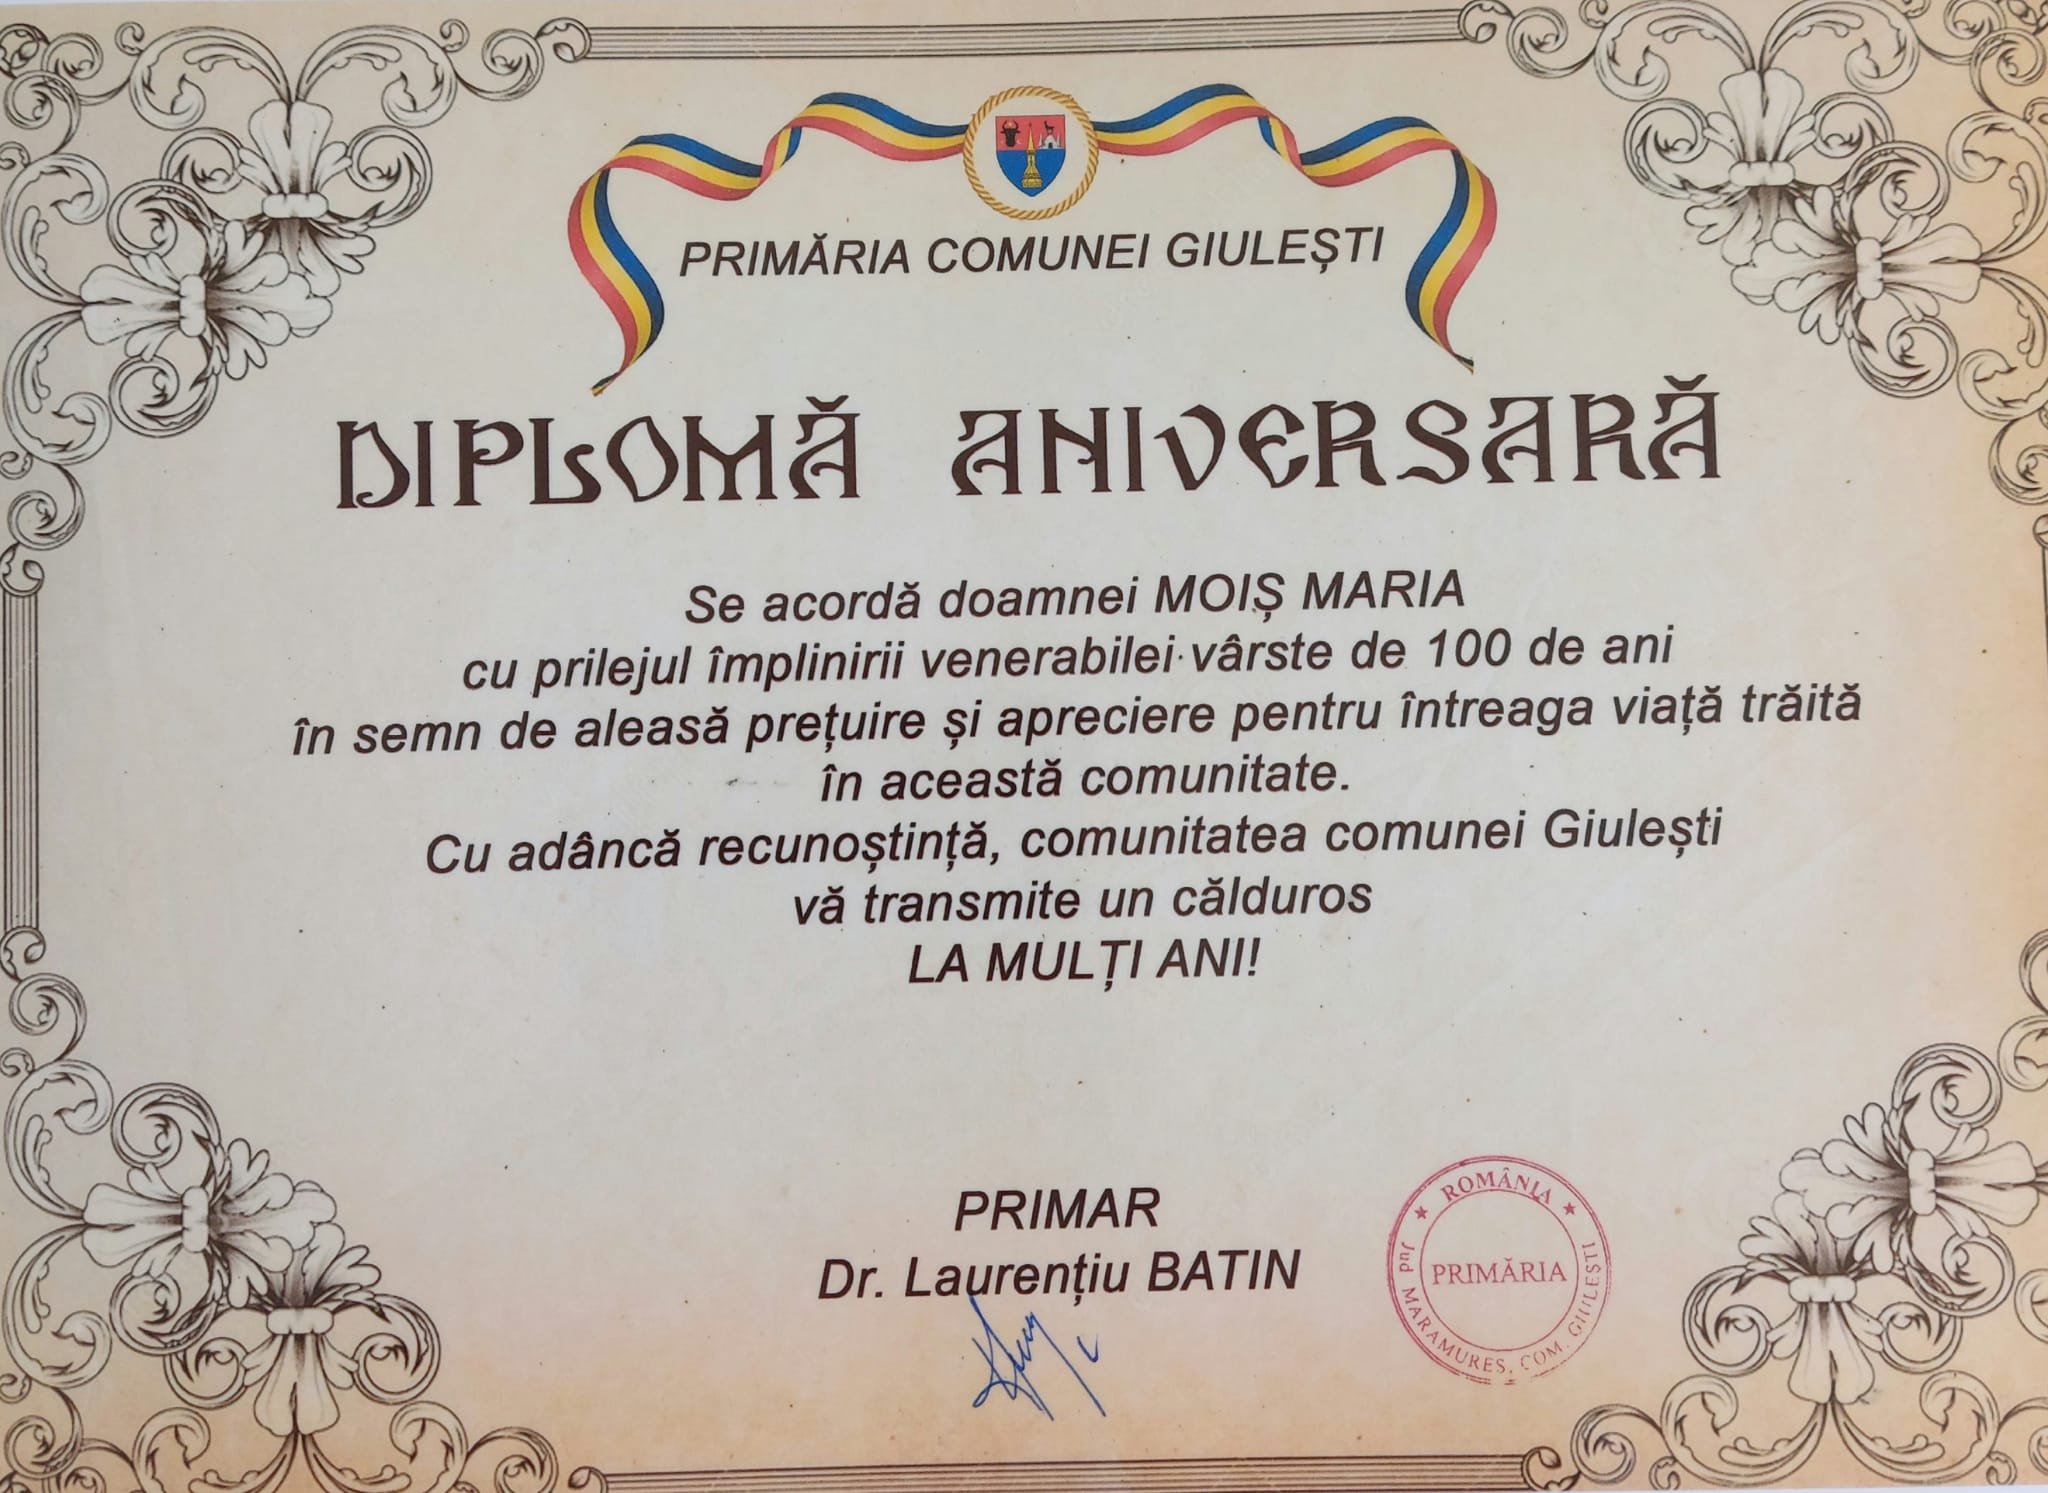 PRIMĂRIA COMUNEI GIULEȘTI
DIPLOMĂ ANIVERSARĂ
Se acordă doamnei MOIȘ MARIA
cu prilejul împlinirii venerabilei vârste de 100 de ani
în semn de aleasă prețuire și apreciere pentru întreaga viață trăită
în această comunitate.
Cu adâncă recunoștință, comunitatea comunei Giulești
vă transmite un călduros
LA MULȚI ANI!
PRIMAR
Dr. Laurențiu BATIN
★ ROMÂNIA ★
PRIMĂRIA
Jud MARAMUREȘ, COM. GIULEȘTI